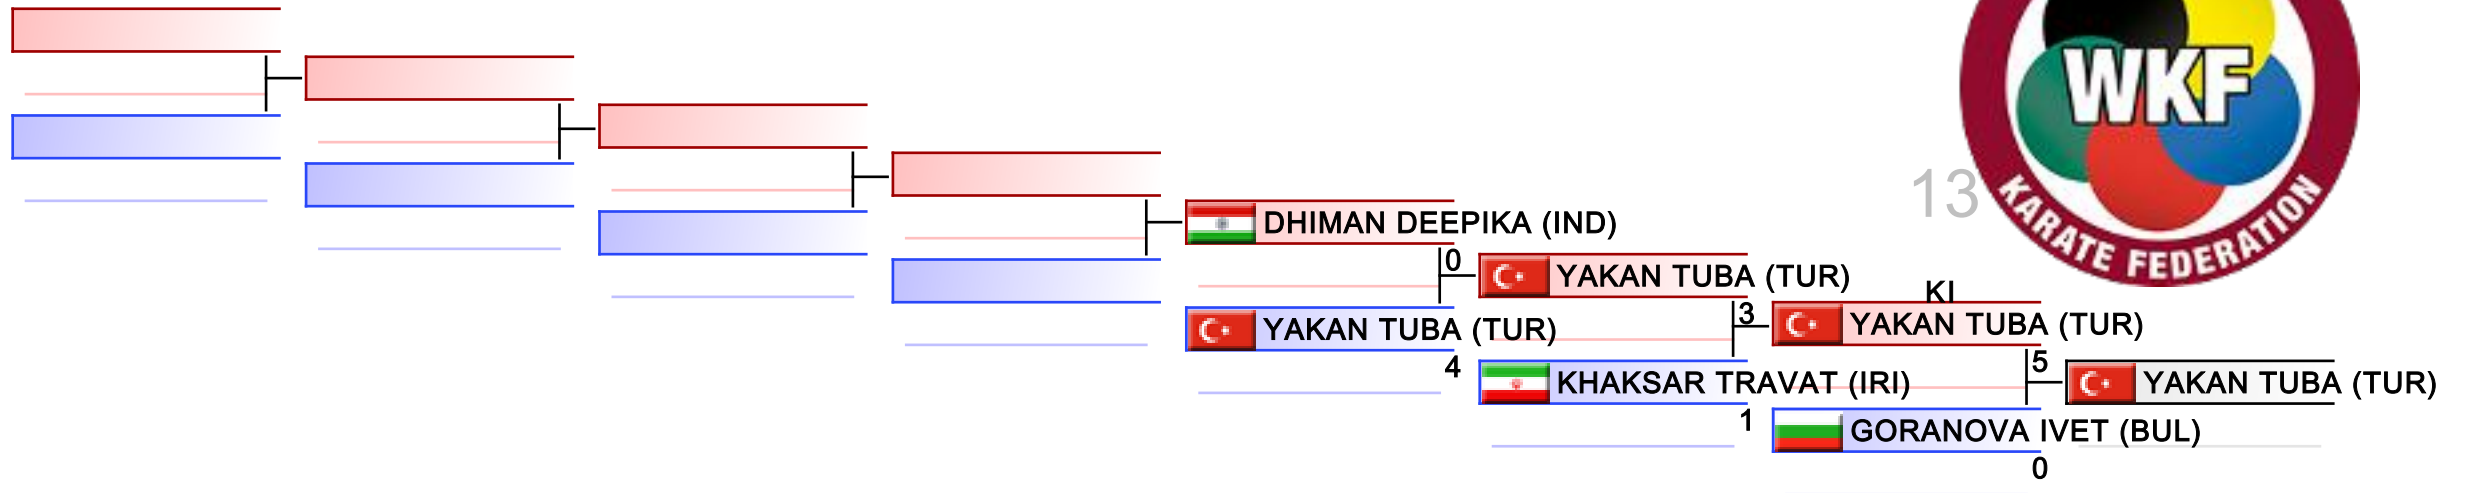 WKF
KARATE FEDERATION
13
DHIMAN DEEPIKA (IND)
0
YAKAN TUBA (TUR)
4
YAKAN TUBA (TUR)
3
KHAKSAR TRAVAT (IRI)
1
KI
YAKAN TUBA (TUR)
5
GORANOVA IVET (BUL)
0
YAKAN TUBA (TUR)